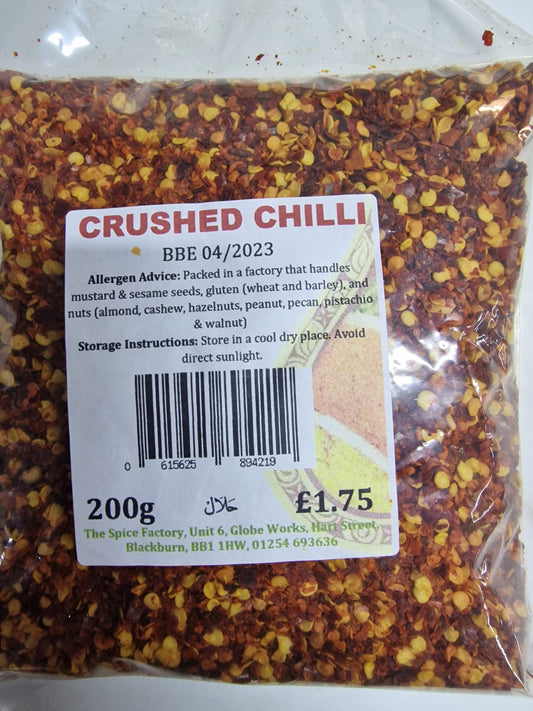 CRUSHED CHILLI
BBE 04/2023
Allergen Advice: Packed in a factory that handles
mustard & sesame seeds, gluten (wheat and barley), and
nuts (almond, cashew, hazelnuts, peanut, pecan, pistachio
& walnut)
Storage Instructions: Store in a cool dry place. Avoid
direct sunlight.
0 615625 894219
200g حلال £1.75
The Spice Factory, Unit 6, Globe Works, Hart Street,
Blackburn, BB1 1HW, 01254 693636